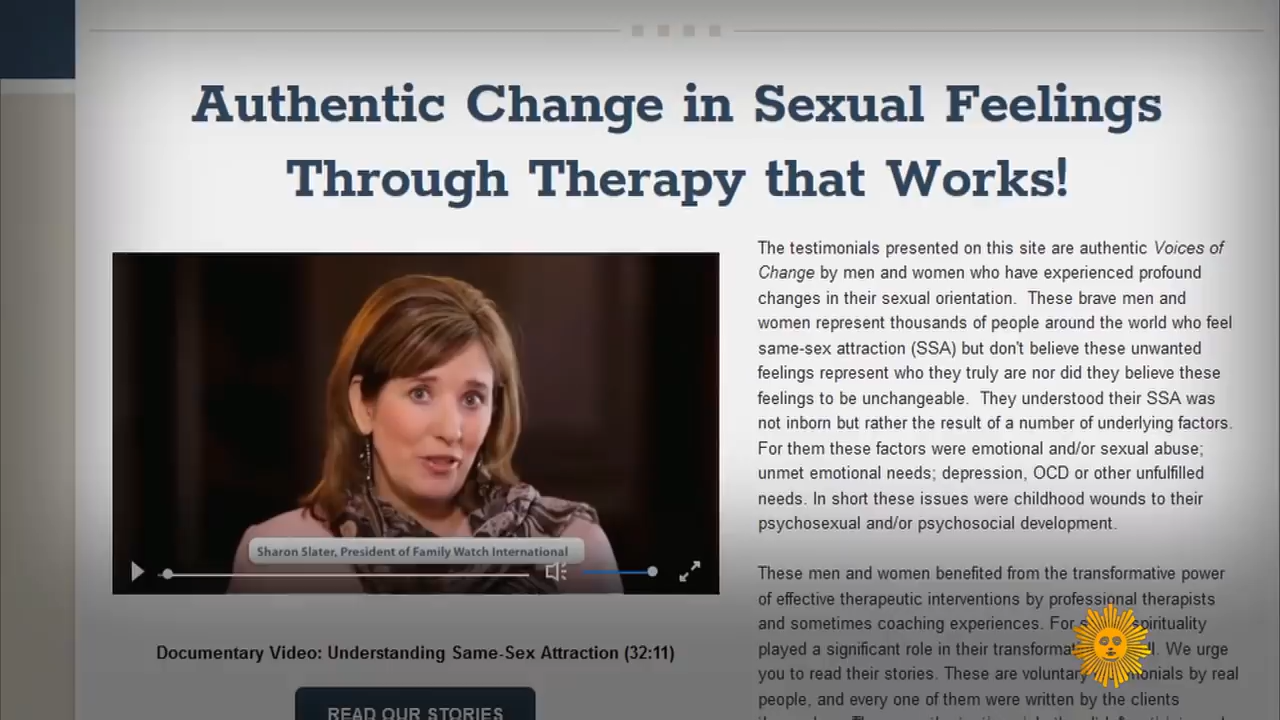 Authentic Change in Sexual Feelings
Through Therapy that Works!
The testimonials presented on this site are authentic Voices of
Change by men and women who have experienced profound
changes in their sexual orientation.  These brave men and
women represent thousands of people around the world who feel
same-sex attraction (SSA) but don't believe these unwanted
feelings represent who they truly are nor did they believe these
feelings to be unchangeable.  They understood their SSA was
not inborn but rather the result of a number of underlying factors.
For them these factors were emotional and/or sexual abuse;
unmet emotional needs; depression, OCD or other unfulfilled
needs. In short these issues were childhood wounds to their
psychosexual and/or psychosocial development.
These men and women benefited from the transformative power
of effective therapeutic interventions by professional therapists
and sometimes coaching experiences. For spirituality
played a significant role in their We urge
you to read their stories. These are voluntary by real
people, and every one of them were written by the clients
Sharon Slater, President of Family Watch International
Documentary Video: Understanding Same-Sex Attraction (32:11)
READ OUR STORIES